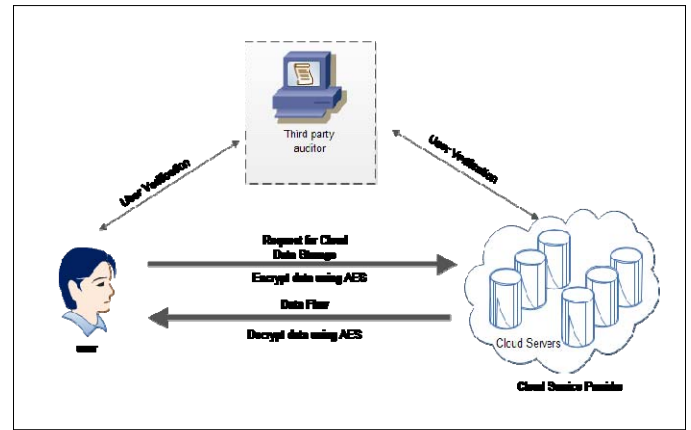 Third party
auditor
User Verification
User Verification
Request for Cloud
Data Storage
Encrypt data using AES
Data Flow
Decrypt data using AES
user
Cloud Servers
Cloud Service Provider